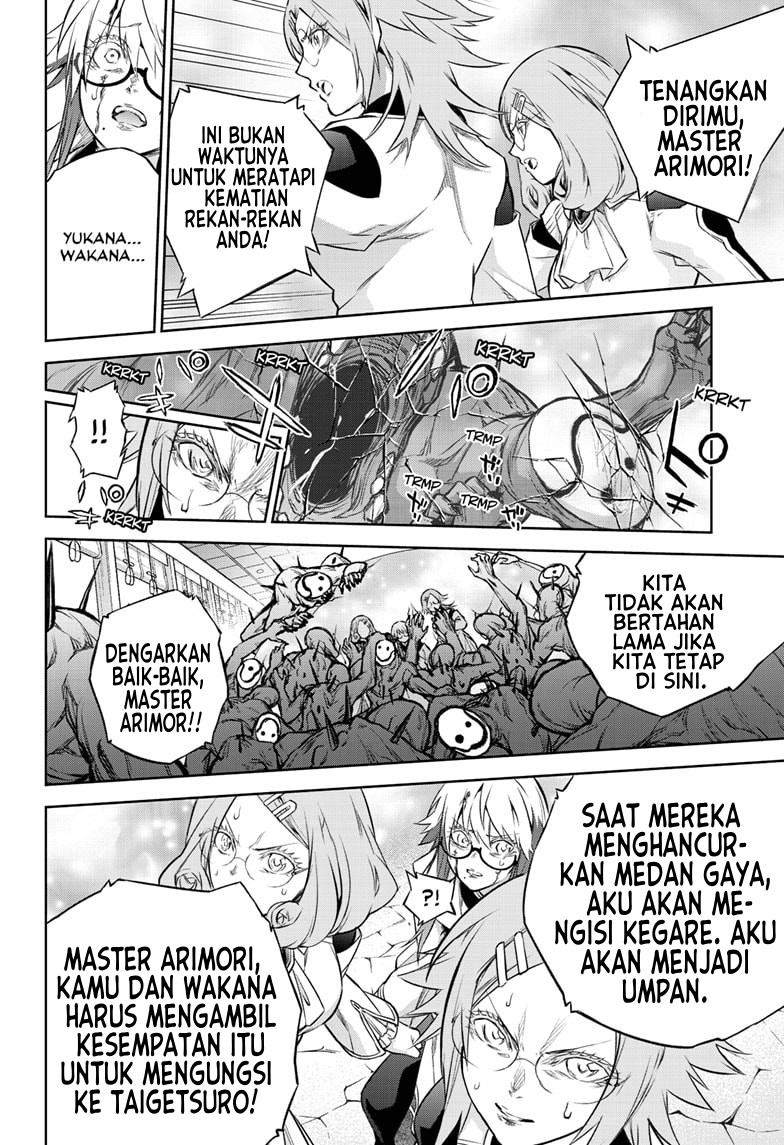 TENANGKAN
DIRIMU,
MASTER
ARIMORI!
INI BUKAN
WAKTUNYA
UNTUK MERATAPI
KEMATIAN
REKAN-REKAN
ANDA!
YUKANA...
WAKANA...
KRRKT
KRRKT
TRMP
TRMP
TRMP
KRRKT
KRRKT
KRRKT
KRRKT
!!
KITA
TIDAK AKAN
BERTAHAN
LAMA JIKA
KITA TETAP
DI SINI.
DENGARKAN
BAIK-BAIK,
MASTER
ARIMOR!!
SAAT MEREKA
MENGHANCUR-
KAN MEDAN GAYA,
AKU AKAN ME-
NGISI KEGARE. AKU
AKAN MENJADI
UMPAN.
?!
MASTER ARIMORI,
KAMU DAN WAKANA
HARUS MENGAMBIL
KESEMPATAN ITU
UNTUK MENGUNGSI
KE TAIGETSURO!